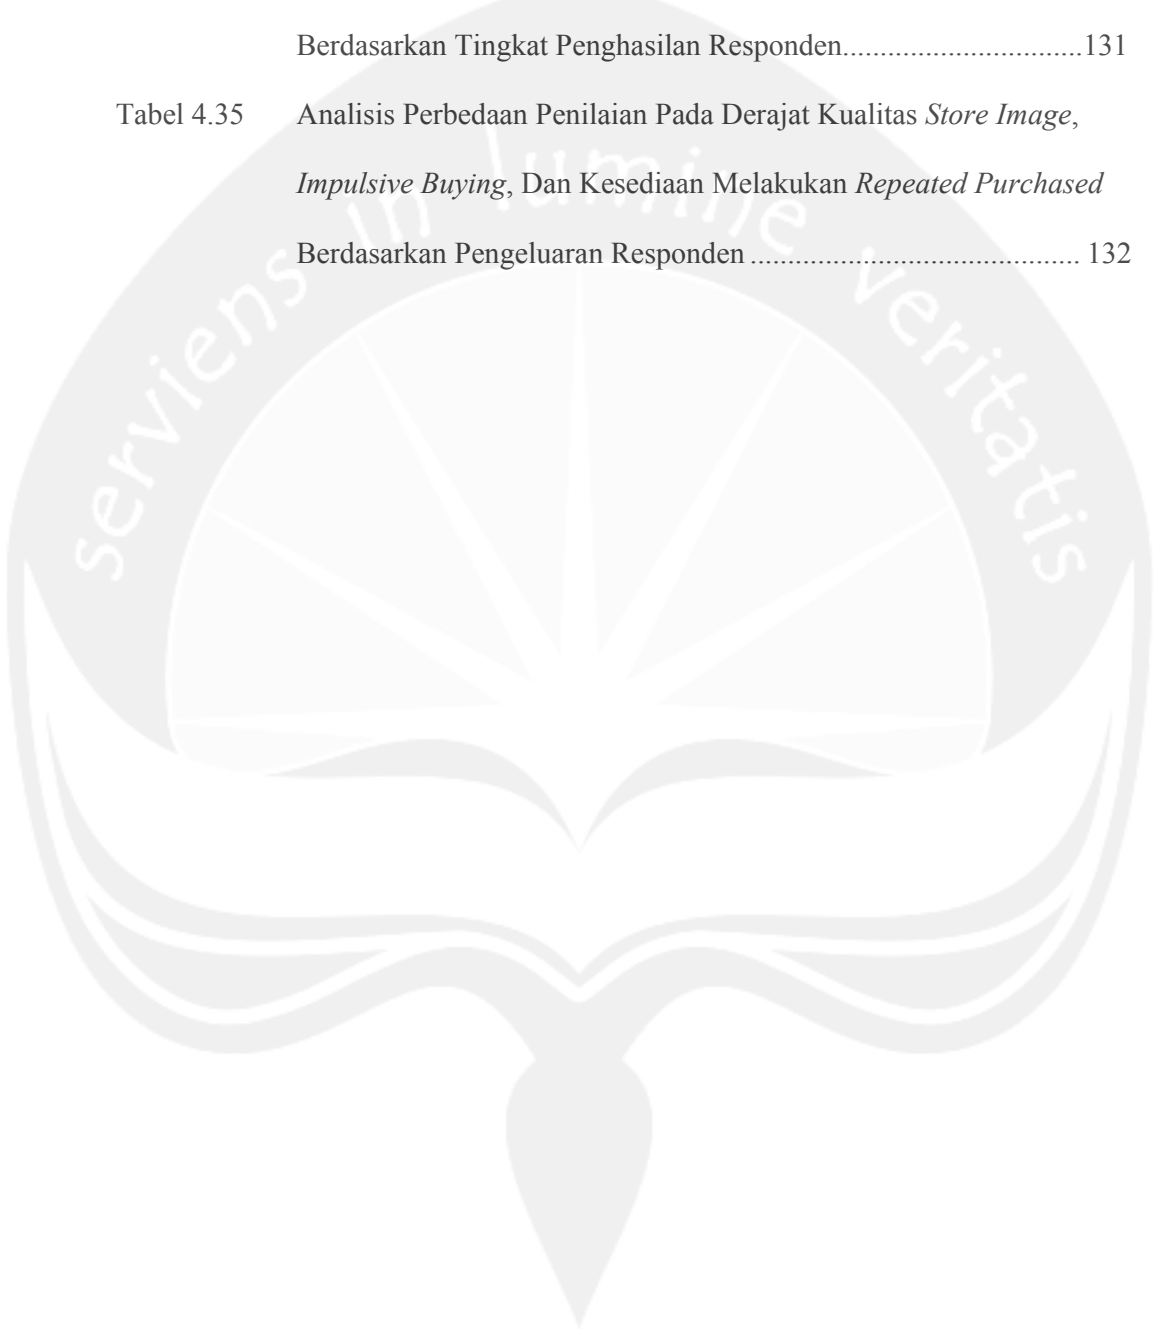 Berdasarkan Tingkat Penghasilan Responden..............................131
Tabel 4.35 Analisis Perbedaan Penilaian Pada Derajat Kualitas Store Image,
Impulsive Buying, Dan Kesediaan Melakukan Repeated Purchased
Berdasarkan Pengeluaran Responden ............................................ 132
serviens in lumine veritatis